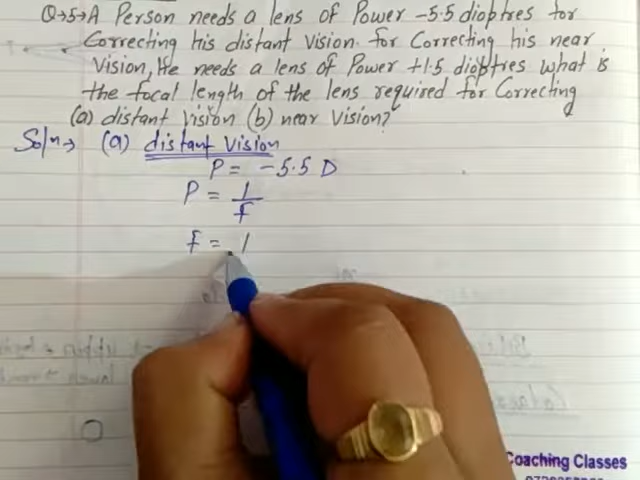 Q→5→A Person needs a lens of Power -5.5 dioptres for
Correcting his distant vision. for Correcting his near
Vision, He needs a lens of Power +1.5 dioptres what is
the focal length of the lens required for Correcting
(a) distant Vision (b) near Vision?
Soln→ (a) distant Vision
P = -5.5 D
P = 1/f
f = 1
Coaching Classes